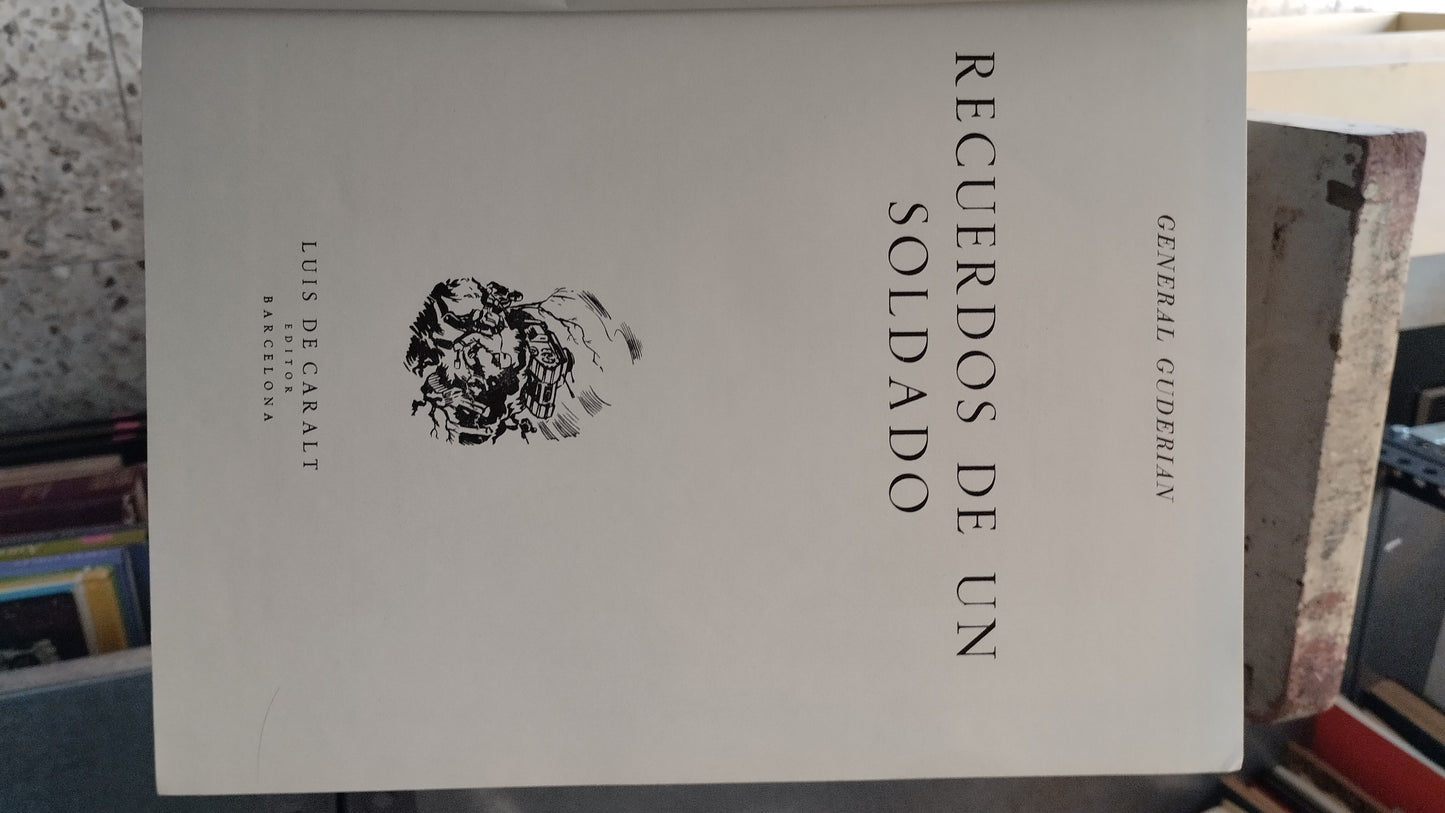 GENERAL GUDERIAN
RECUERDOS DE UN
SOLDADO
LUIS DE CARALT
EDITOR
BARCELONA